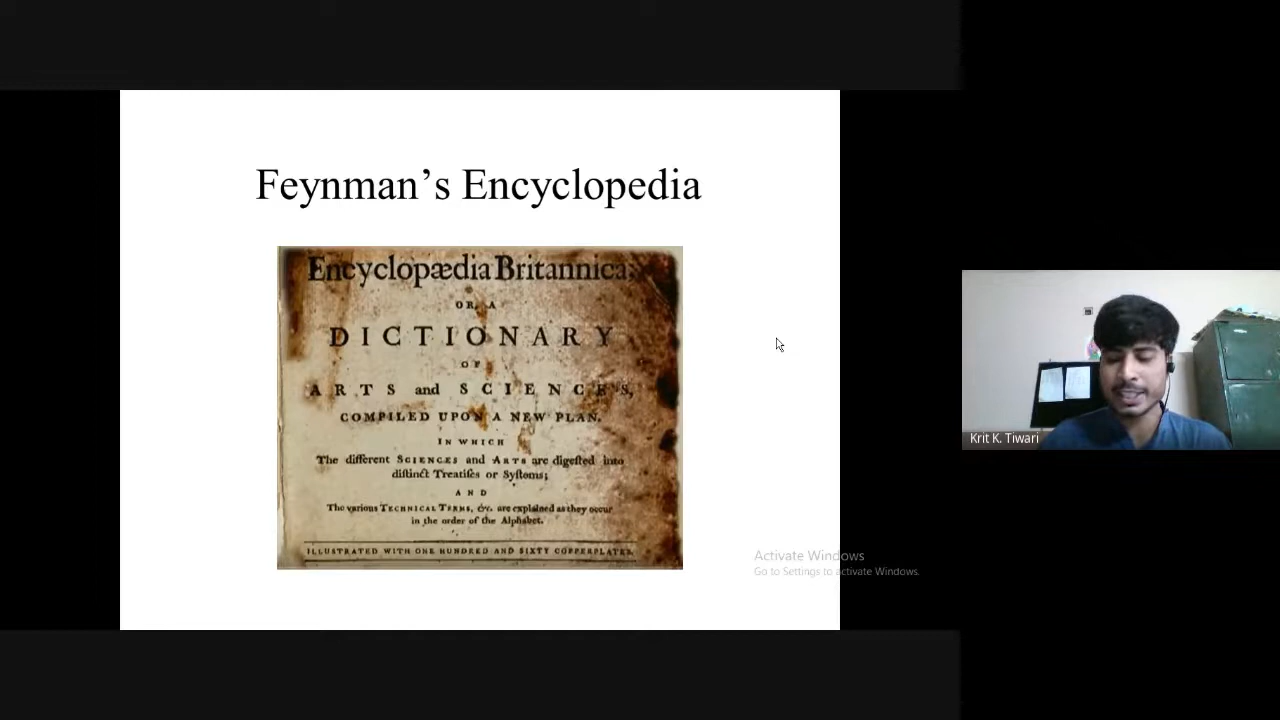 Feynman's Encyclopedia
Encyclopædia Britannica;
OR, A
DICTIONARY
OF
ARTS and SCIENCES,
COMPILED UPON A NEW PLAN.
IN WHICH
The different SCIENCES and ARTS are digeſted into
diſtinct Treatiſes or Syſtems;
AND
The various TECHNICAL TERMS, &c. are explained as they occur
in the order of the Alphabet.
ILLUSTRATED WITH ONE HUNDRED AND SIXTY COPPERPLATES.
Krit K. Tiwari
Activate Windows
Go to Settings to activate Windows.